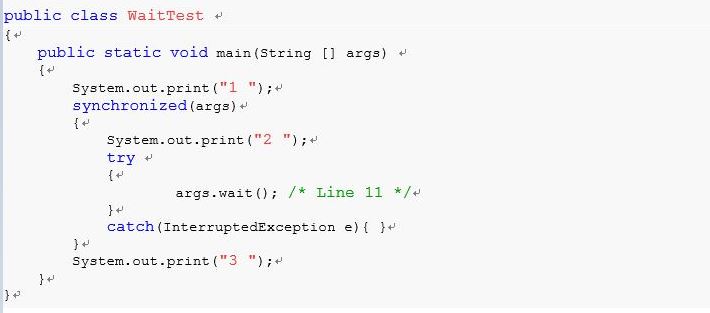 public class WaitTest
{
public static void main(String [] args)
{
System.out.print("1 ");
synchronized(args)
{
System.out.print("2 ");
try
{
args.wait(); /* Line 11 */
}
catch(InterruptedException e){ }
}
System.out.print("3 ");
}
}